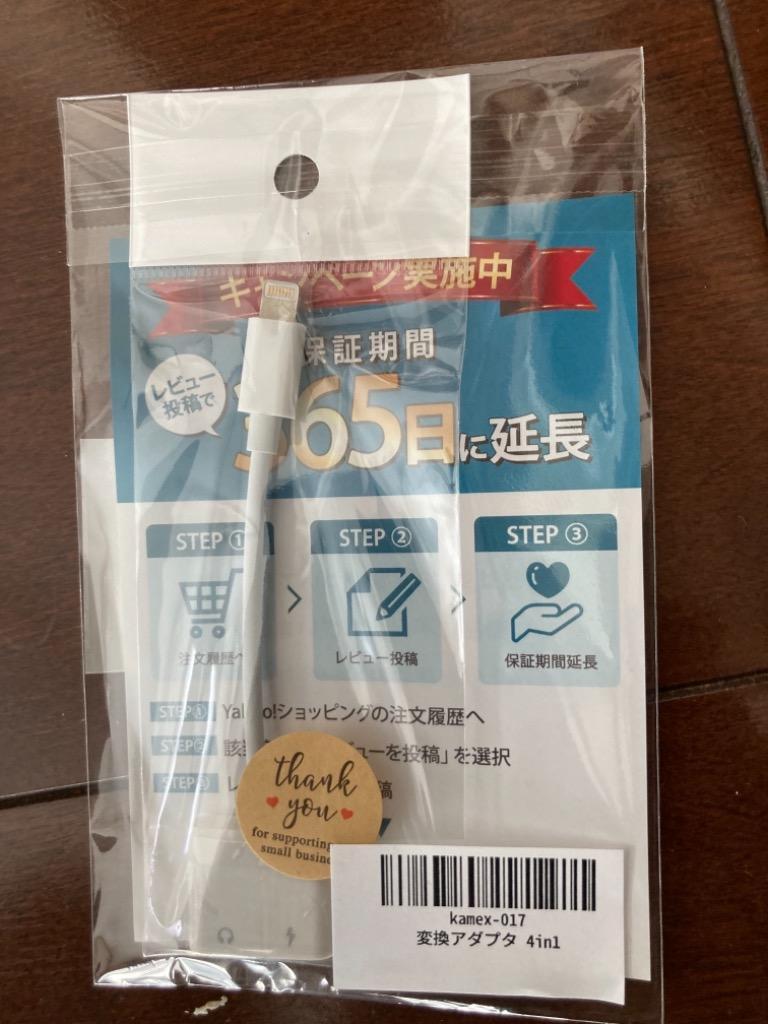 キャンペーン実施中
保証期間
レビュー
投稿で
365日に延長
STEP ①
STEP ②
STEP ③
注文履歴へ
レビュー投稿
保証期間延長
STEP① Yahoo!ショッピングの注文履歴へ
STEP② ビューを投稿」を選択
STEP③
thank
you
for supporting
small
kamex-017
変換アダプタ 4in1